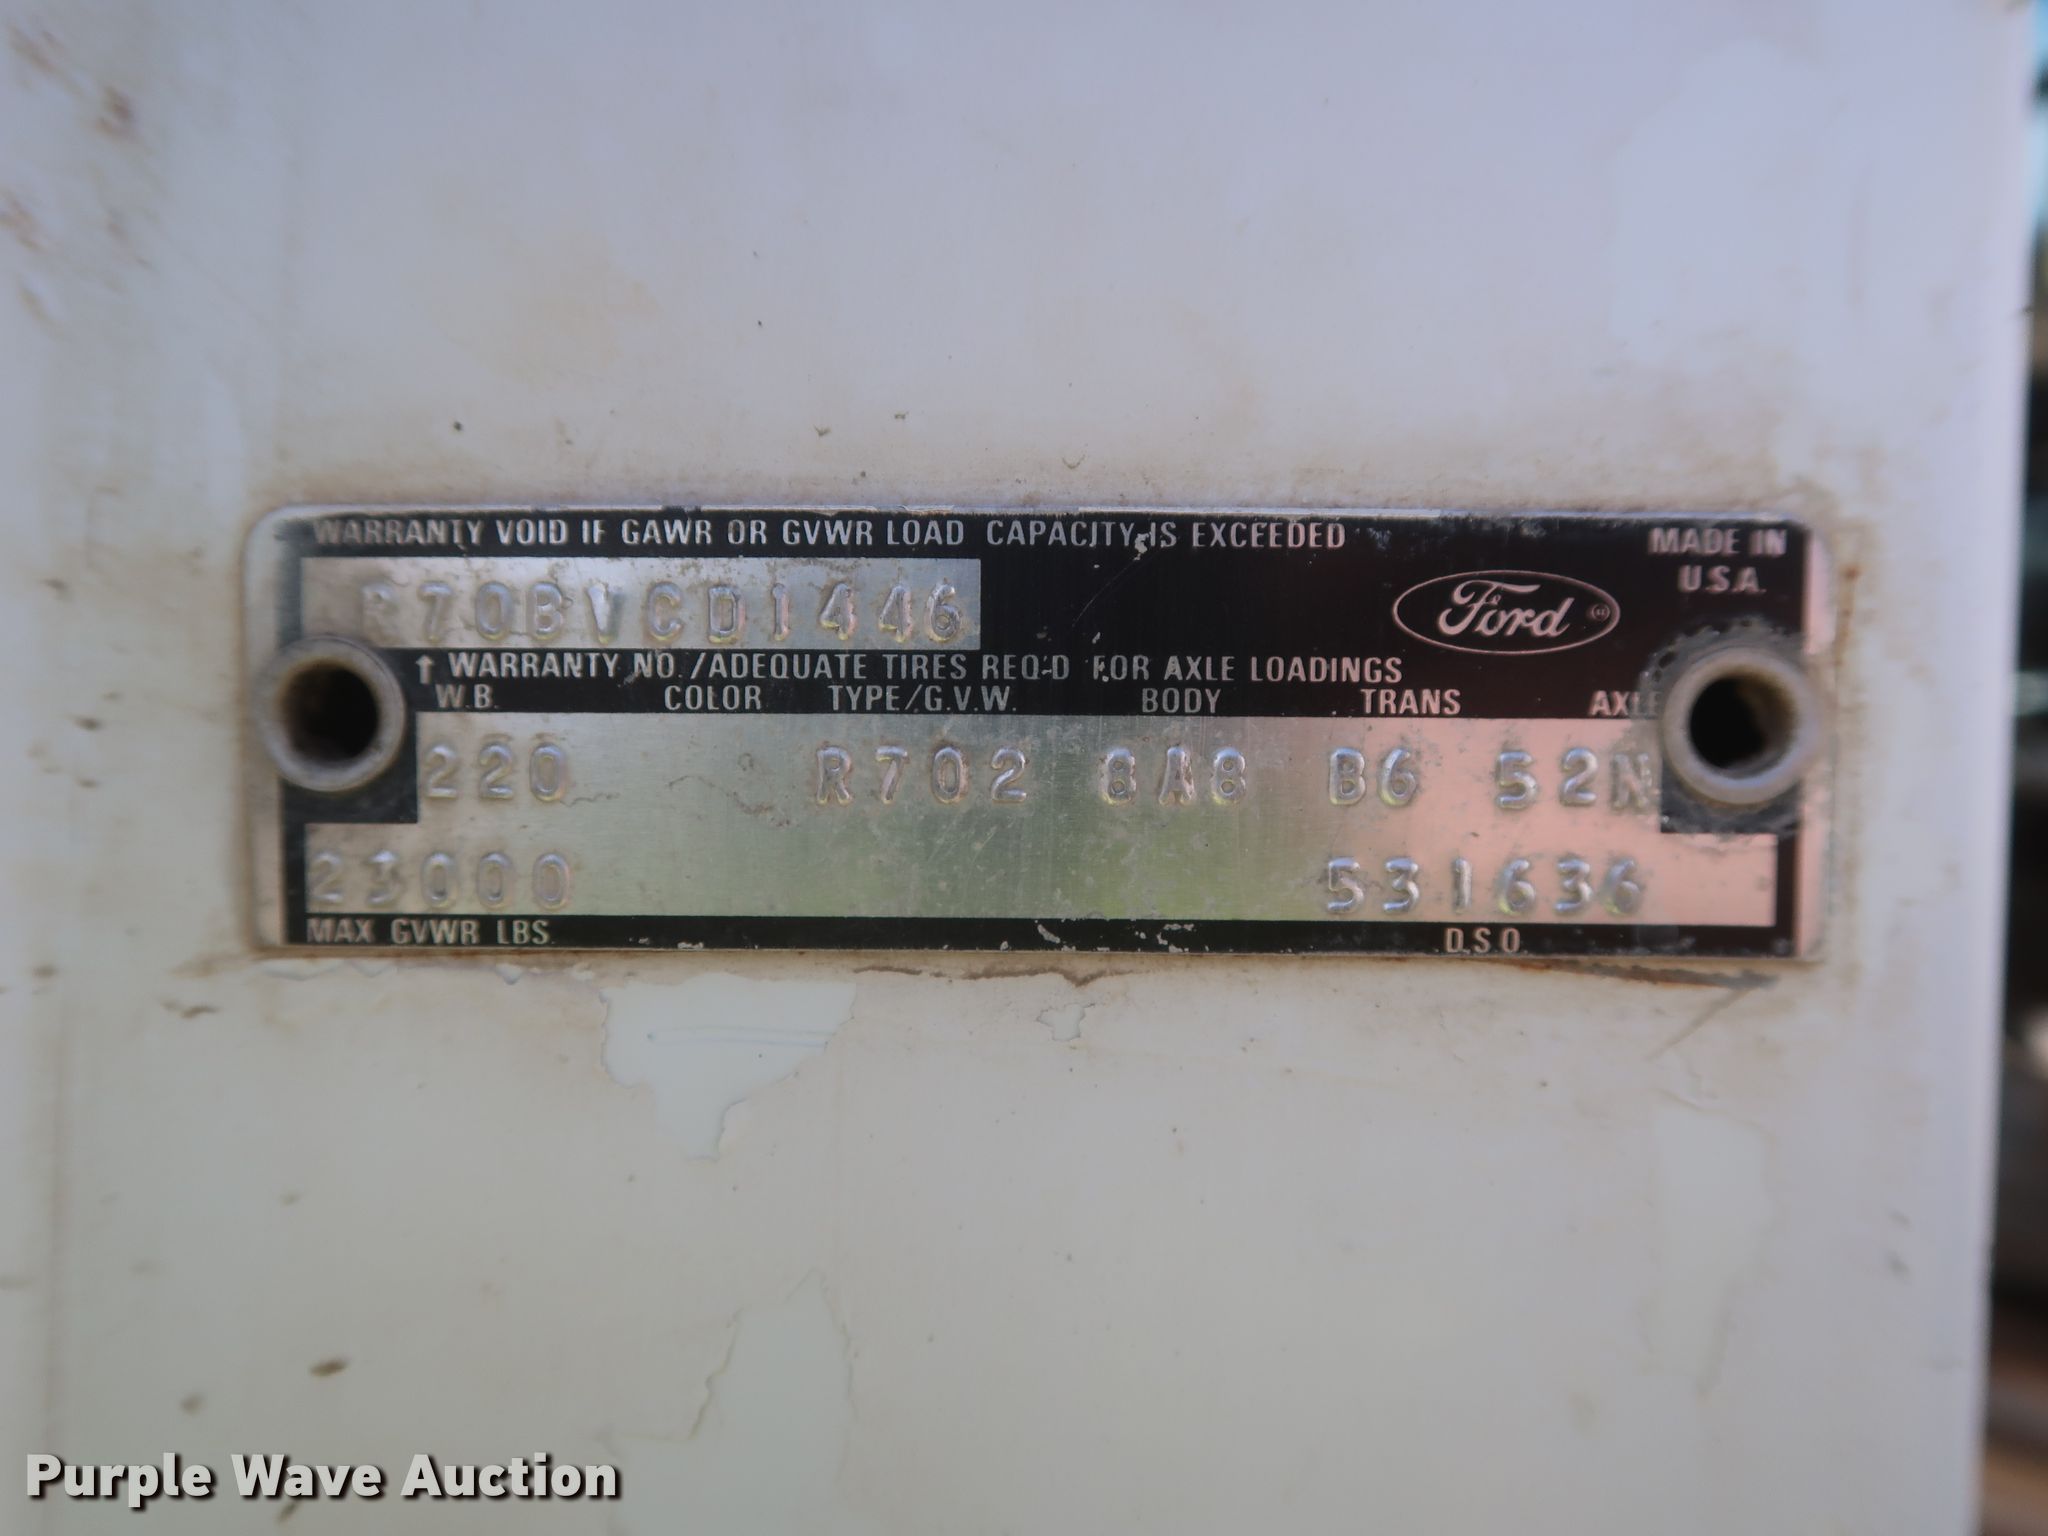 WARRANTY VOID IF GAWR OR GVWR LOAD CAPACITY IS EXCEEDED
MADE IN
U.S.A.
R70BVCD1446
Ford
↑ WARRANTY NO./ADEQUATE TIRES REQ'D FOR AXLE LOADINGS
W.B. COLOR TYPE/G.V.W. BODY TRANS AXLE
220 R702 8A8 B6 52N
23000 531636
MAX GVWR LBS D.S.O.
Purple Wave Auction